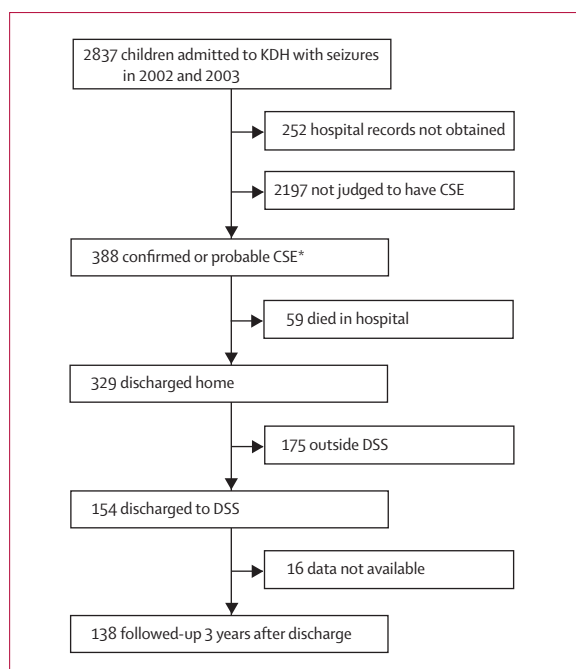 2837 children admitted to KDH with seizures
in 2002 and 2003
252 hospital records not obtained
2197 not judged to have CSE
388 confirmed or probable CSE*
59 died in hospital
329 discharged home
175 outside DSS
154 discharged to DSS
16 data not available
138 followed-up 3 years after discharge